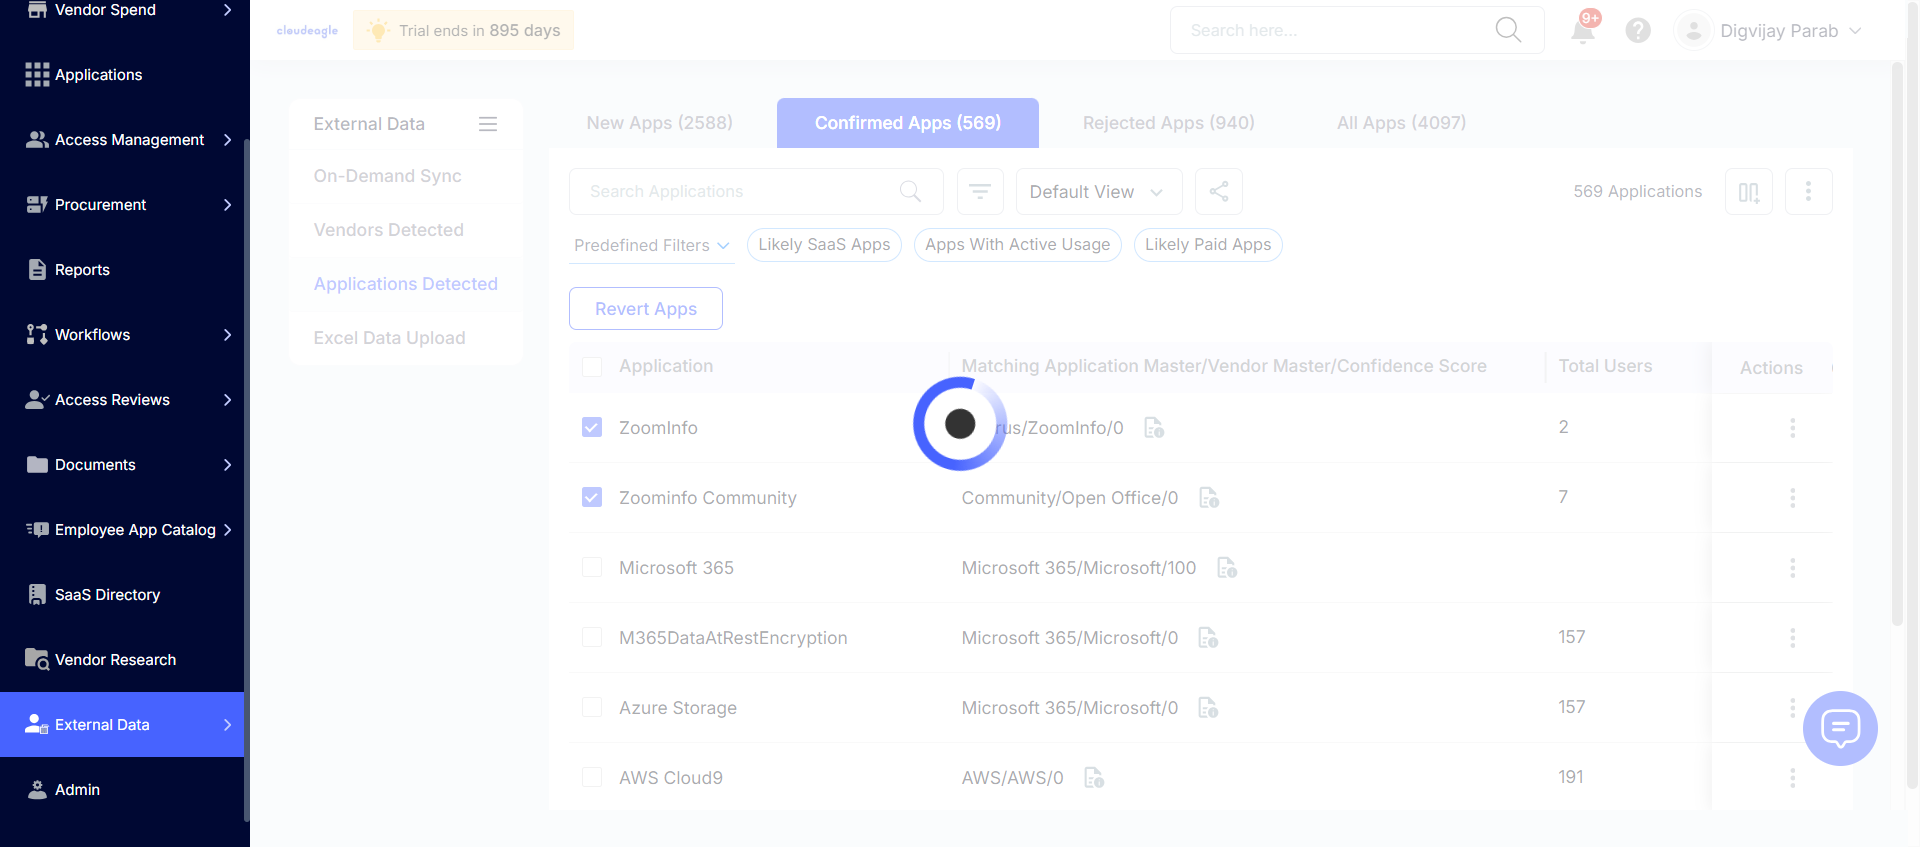 Vendor Spend
Applications
Access Management
Procurement
Reports
Workflows
Access Reviews
Documents
Employee App Catalog
SaaS Directory
Vendor Research
External Data
Admin
cloudeagle
Trial ends in 895 days
Search here...
9+
?
Digvijay Parab
External Data
On-Demand Sync
Vendors Detected
Applications Detected
Excel Data Upload
New Apps (2588)
Confirmed Apps (569)
Rejected Apps (940)
All Apps (4097)
Search Applications
Default View
569 Applications
Predefined Filters
Likely SaaS Apps
Apps With Active Usage
Likely Paid Apps
Revert Apps
Application
Matching Application Master/Vendor Master/Confidence Score
Total Users
Actions
ZoomInfo
rus/ZoomInfo/0
2
Zoominfo Community
Community/Open Office/0
7
Microsoft 365
Microsoft 365/Microsoft/100
M365DataAtRestEncryption
Microsoft 365/Microsoft/0
157
Azure Storage
Microsoft 365/Microsoft/0
157
AWS Cloud9
AWS/AWS/0
191